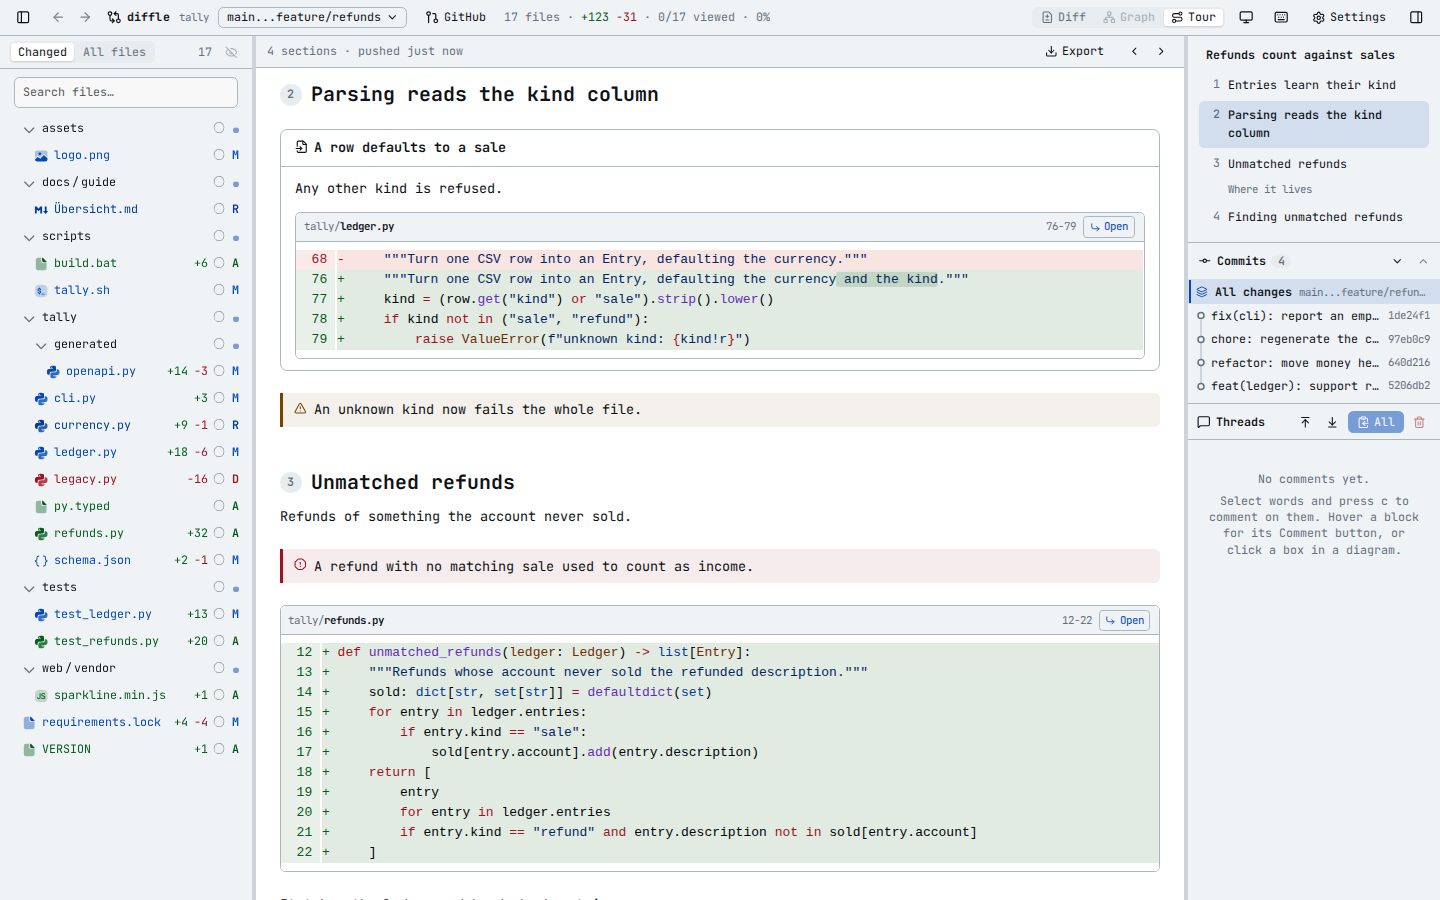 diffle tally main...feature/refunds GitHub 17 files · +123 -31 · 0/17 viewed · 0% Diff Graph Tour Settings
Changed All files 17
Search files…
assets
logo.png M
docs/guide
Übersicht.md R
scripts
build.bat +6 A
tally.sh M
tally
generated
openapi.py +14 -3 M
cli.py +3 M
currency.py +9 -1 R
ledger.py +18 -6 M
legacy.py -16 D
py.typed A
refunds.py +32 A
schema.json +2 -1 M
tests
test_ledger.py +13 M
test_refunds.py +20 A
web/vendor
sparkline.min.js +1 A
requirements.lock +4 -4 M
VERSION +1 A
4 sections · pushed just now Export
2 Parsing reads the kind column
A row defaults to a sale
Any other kind is refused.
tally/ledger.py 76-79 Open
68 - """Turn one CSV row into an Entry, defaulting the currency."""
76 + """Turn one CSV row into an Entry, defaulting the currency and the kind."""
77 + kind = (row.get("kind") or "sale").strip().lower()
78 + if kind not in ("sale", "refund"):
79 + raise ValueError(f"unknown kind: {kind!r}")
An unknown kind now fails the whole file.
3 Unmatched refunds
Refunds of something the account never sold.
A refund with no matching sale used to count as income.
tally/refunds.py 12-22 Open
12 + def unmatched_refunds(ledger: Ledger) -> list[Entry]:
13 + """Refunds whose account never sold the refunded description."""
14 + sold: dict[str, set[str]] = defaultdict(set)
15 + for entry in ledger.entries:
16 + if entry.kind == "sale":
17 + sold[entry.account].add(entry.description)
18 + return [
19 + entry
20 + for entry in ledger.entries
21 + if entry.kind == "refund" and entry.description not in sold[entry.account]
22 + ]
Refunds count against sales
1 Entries learn their kind
2 Parsing reads the kind
column
3 Unmatched refunds
Where it lives
4 Finding unmatched refunds
Commits 4
All changes main...feature/refun…
fix(cli): report an emp… 1de24f1
chore: regenerate the c… 97eb0c9
refactor: move money he… 640d216
feat(ledger): support r… 5206db2
Threads All
No comments yet.
Select words and press c to
comment on them. Hover a block
for its Comment button, or
click a box in a diagram.